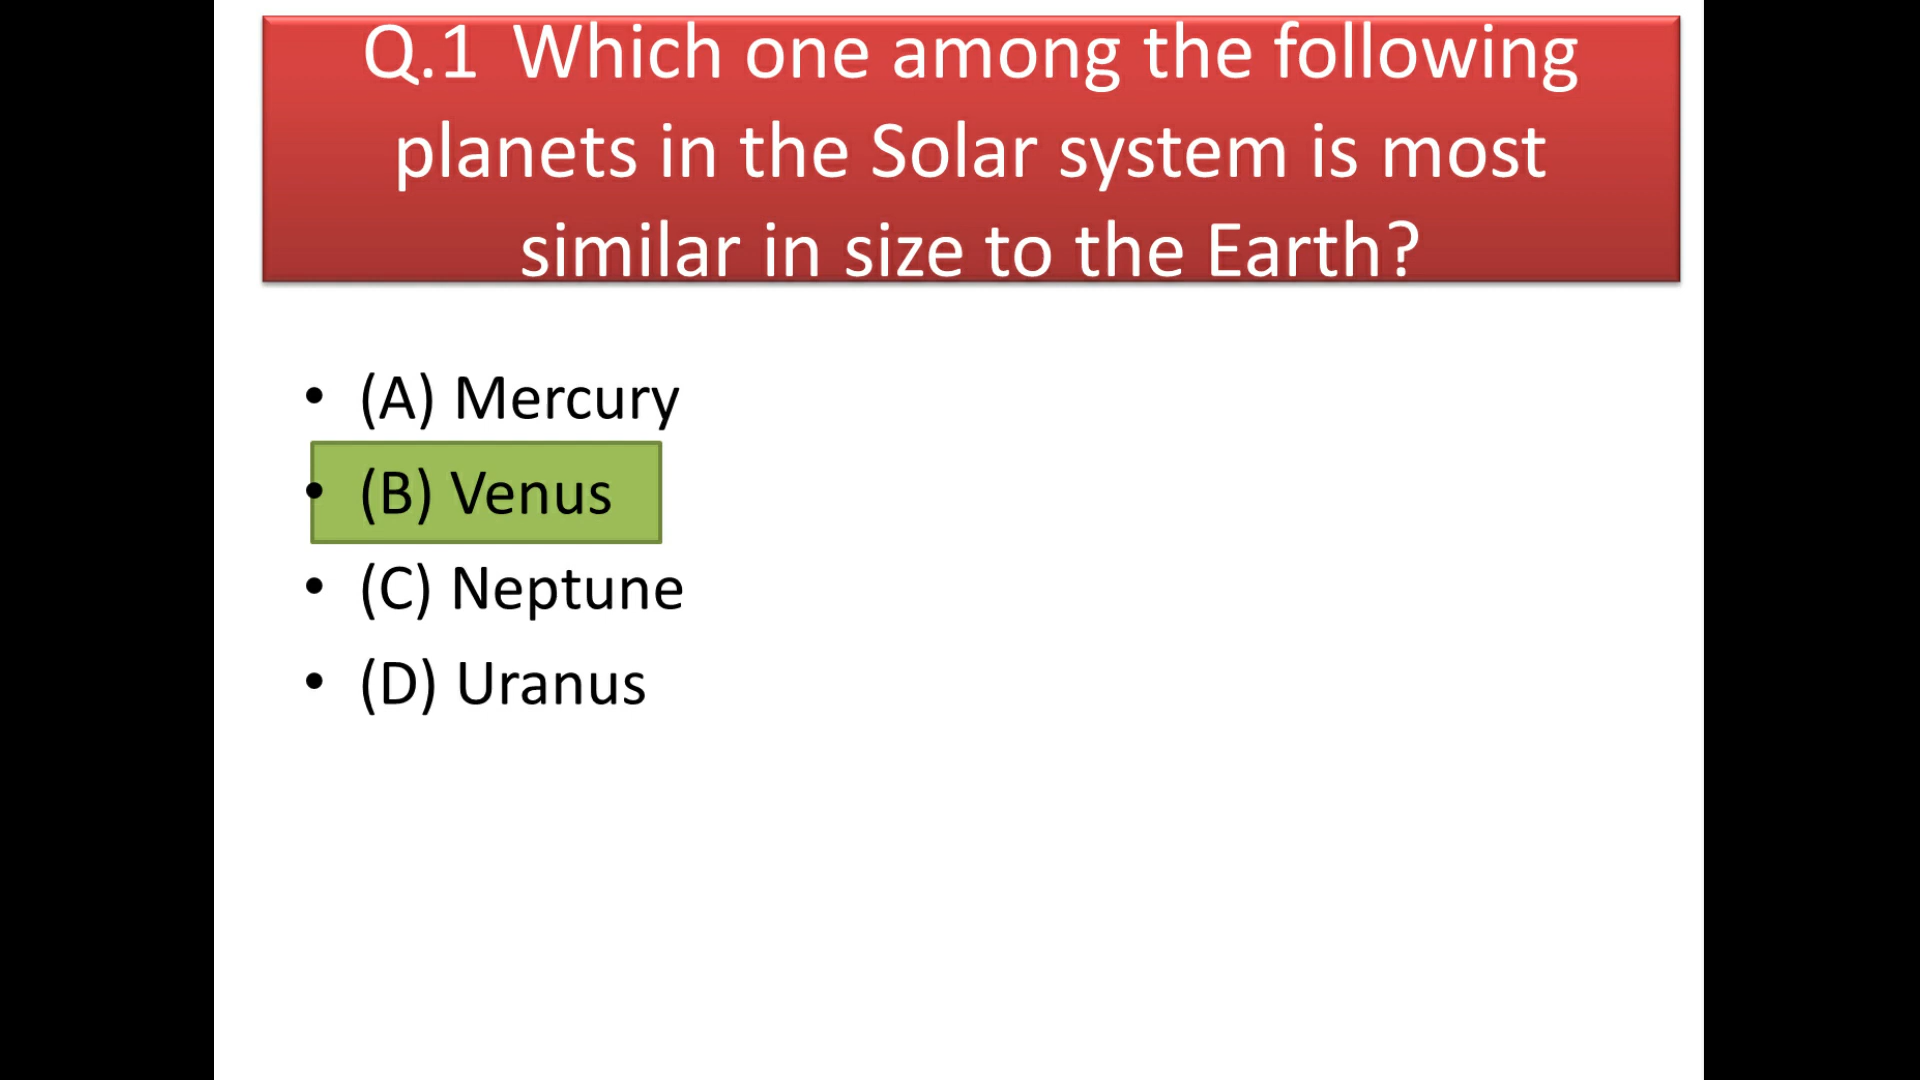 Q.1 Which one among the following
planets in the Solar system is most
similar in size to the Earth?
• (A) Mercury
• (B) Venus
• (C) Neptune
• (D) Uranus